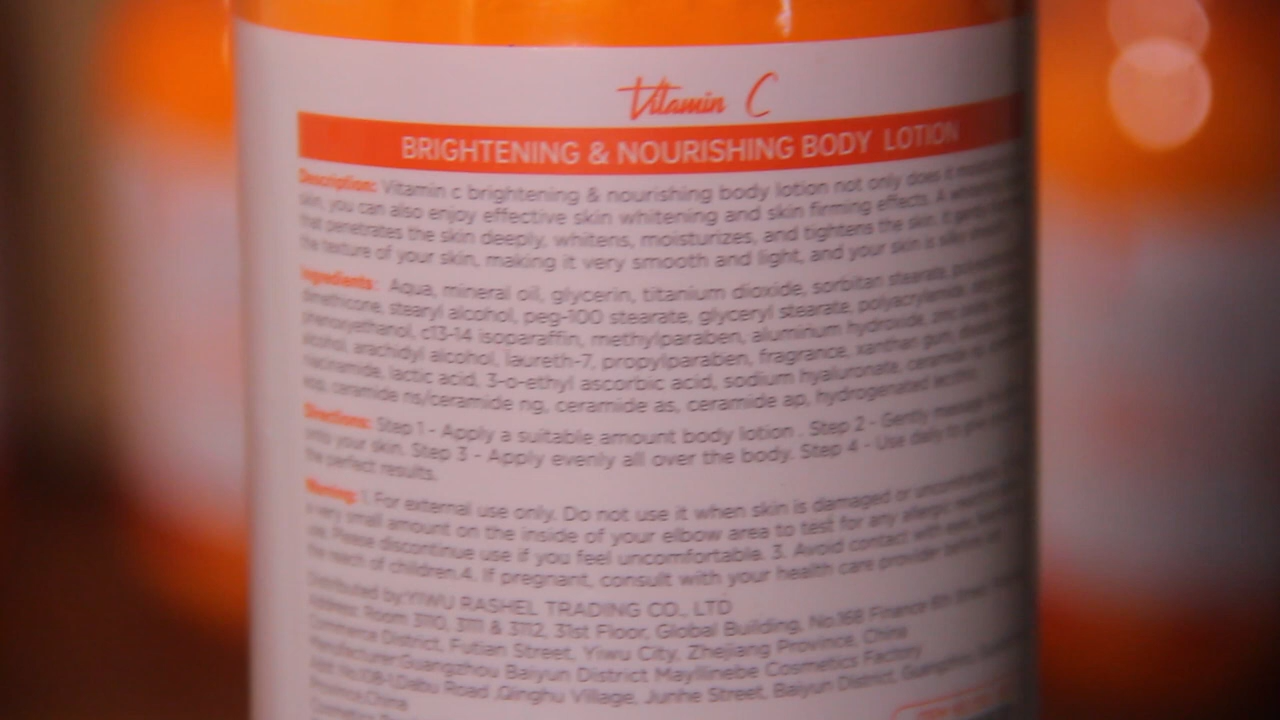 Vitamin C
BRIGHTENING & NOURISHING BODY LOTION
Description: Vitamin c brightening & nourishing body lotion not only does it
skin, you can also enjoy effective skin whitening and skin firming effects. A
that penetrates the skin deeply, whitens, moisturizes, and tightens the skin. It
the texture of your skin, making it very smooth and light, and your skin is
Ingredients: Aqua, mineral oil, glycerin, titanium dioxide, sorbitan stearate,
dimethicone, stearyl alcohol, peg-100 stearate, glyceryl stearate, polyacrylamide,
phenoxyethanol, c13-14 isoparaffin, methylparaben, aluminum hydroxide,
alcohol, arachidyl alcohol, laureth-7, propylparaben, fragrance, xanthan gum,
niacinamide, lactic acid, 3-o-ethyl ascorbic acid, sodium hyaluronate,
eop, ceramide ns/ceramide ng, ceramide as, ceramide ap, hydrogenated lecithin
Directions: Step 1 - Apply a suitable amount body lotion . Step 2 - Gently massage
into your skin. Step 3 - Apply evenly all over the body. Step 4 - Use daily to
the perfect results.
Warning: 1. For external use only. Do not use it when skin is damaged or
a very small amount on the inside of your elbow area to test for any allergic
use. Please discontinue use if you feel uncomfortable. 3. Avoid contact with
the reach of children.4. If pregnant, consult with your health care provider
Distributed by:YIWU RASHEL TRADING CO., LTD
Address: Room 3110, 3111 & 3112, 31st Floor, Global Building, No.168 Finance 6th Street
Commerce District, Futian Street, Yiwu City, Zhejiang Province, China
Manufacturer:Guangzhou Baiyun District Mayllinebe Cosmetics Factory
Dabu Road ,Qinghu Village, Junhe Street, Baiyun District, Guangzhou,
Province,China